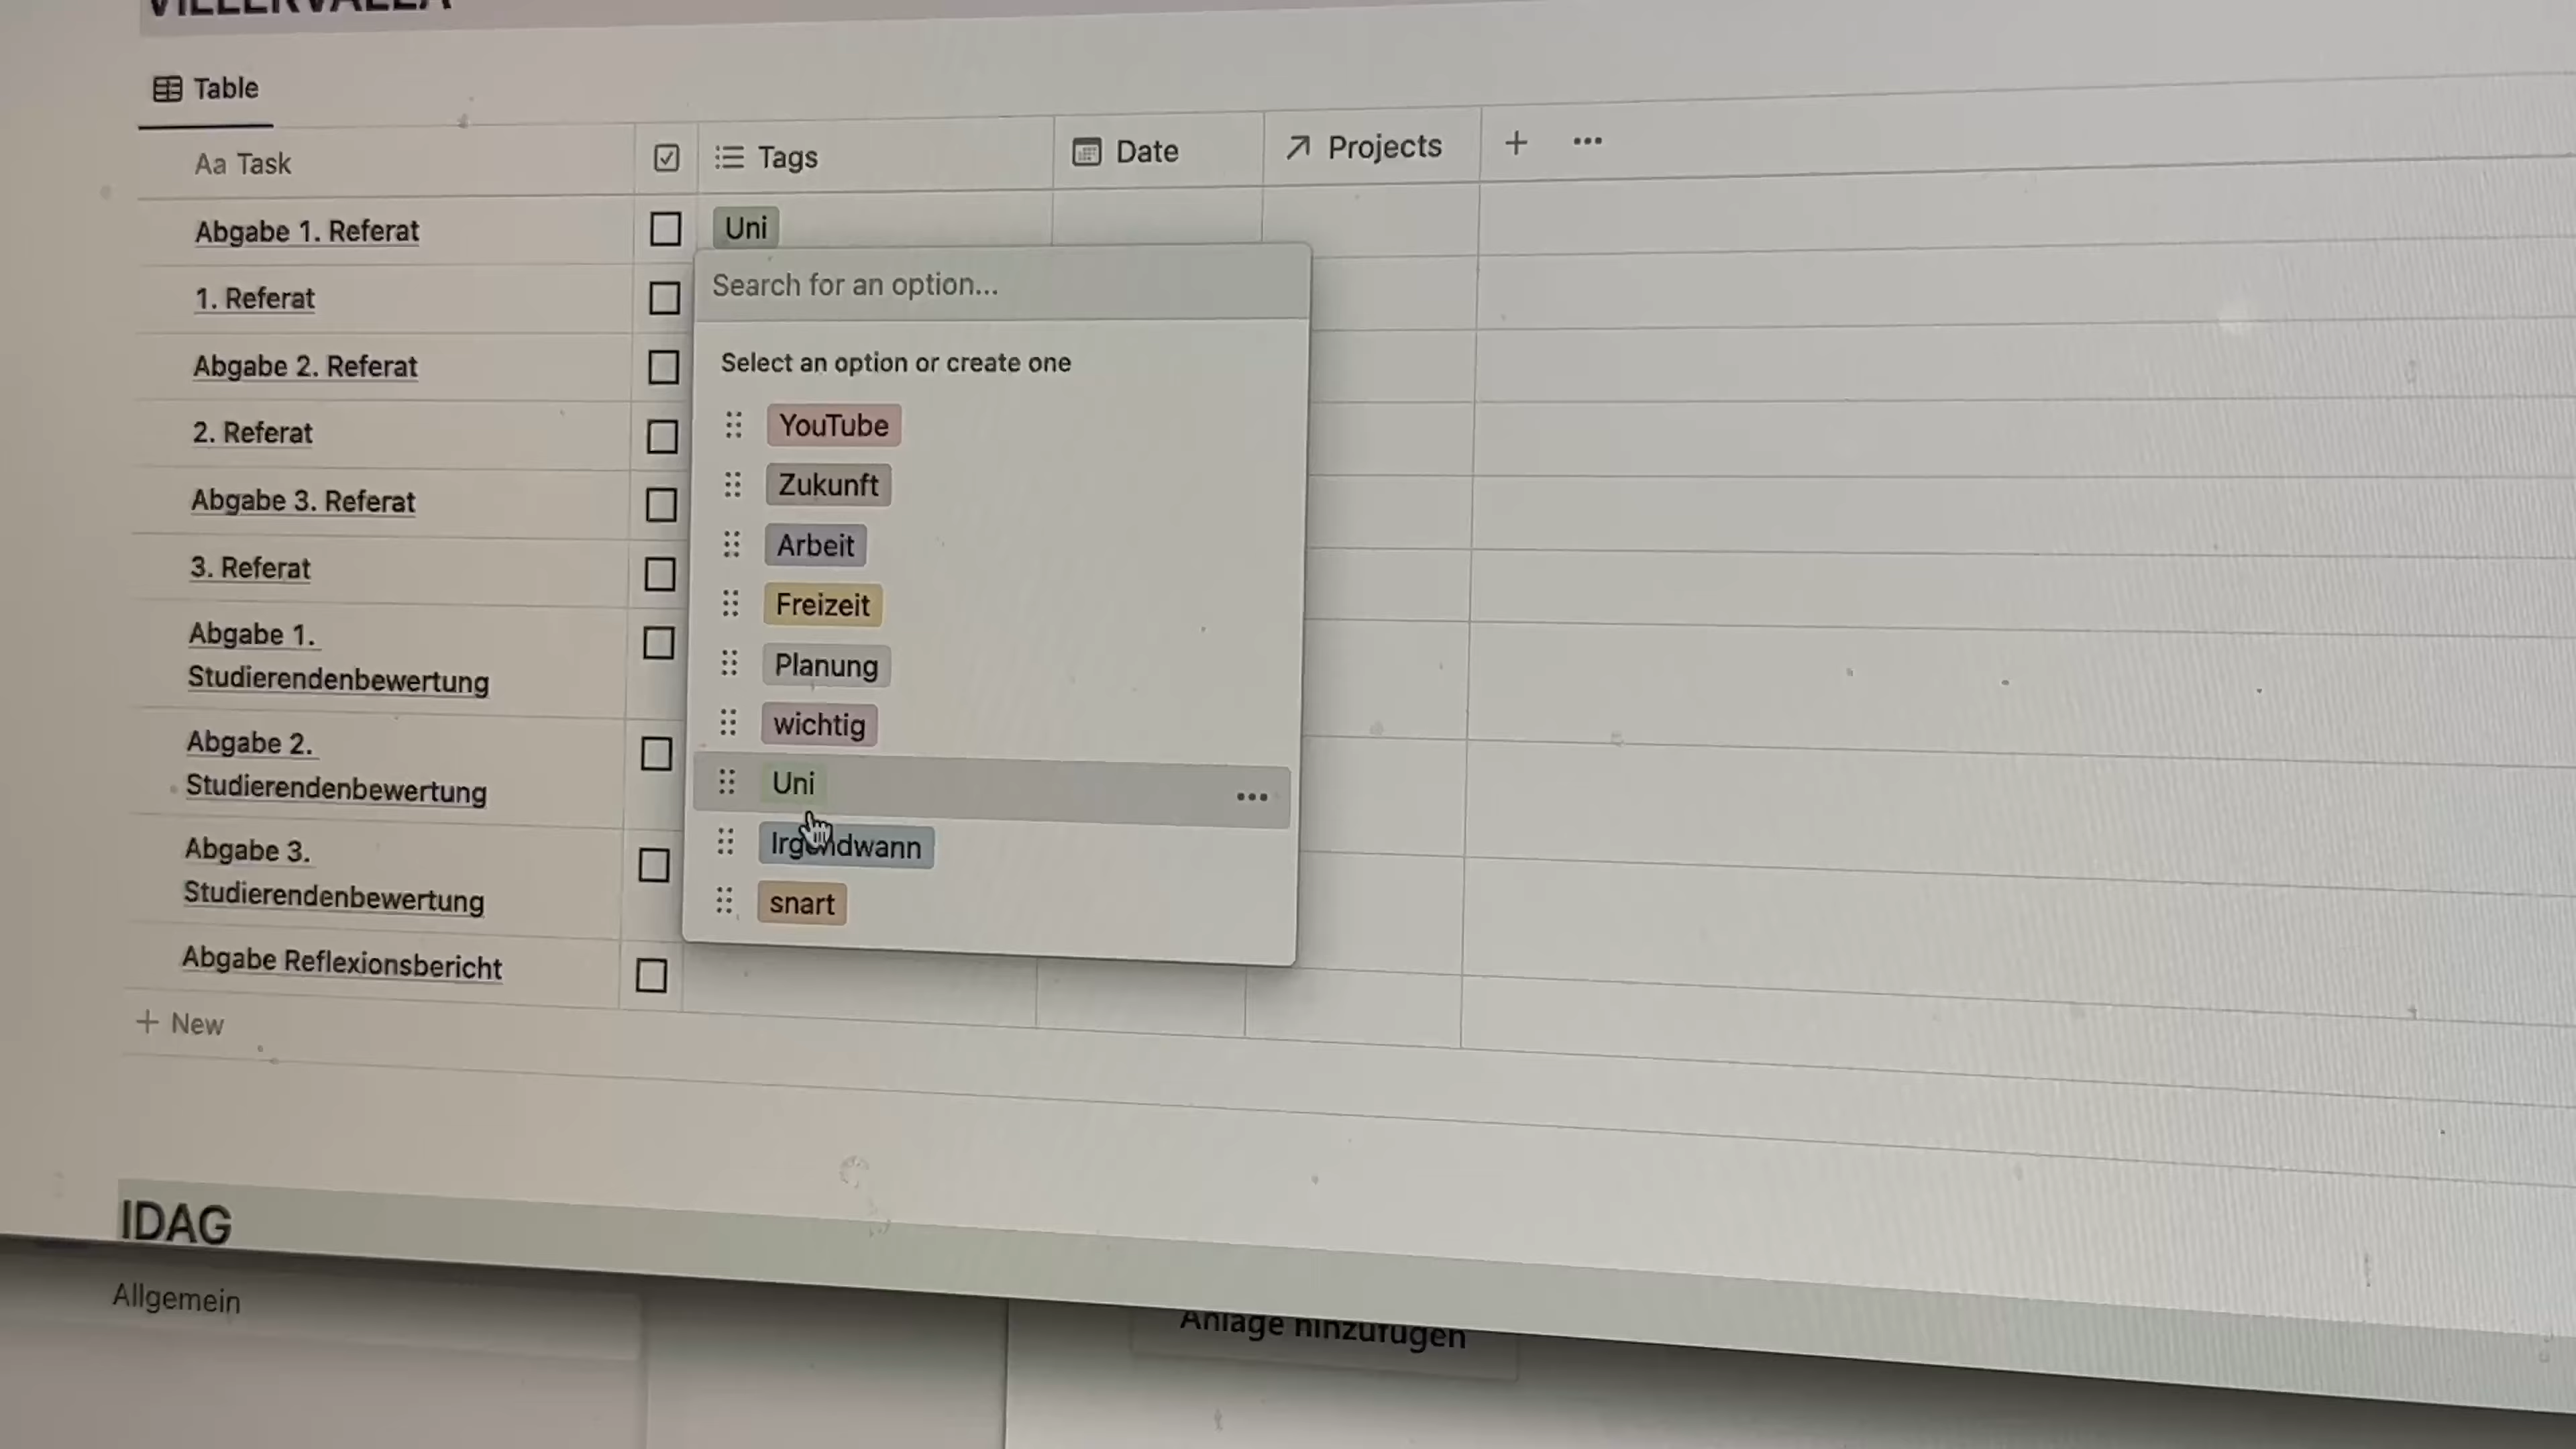 VILLERVALLA
Table
Aa Task
Tags
Date
Projects
Abgabe 1. Referat
Uni
1. Referat
Abgabe 2. Referat
2. Referat
Abgabe 3. Referat
3. Referat
Abgabe 1.
Studierendenbewertung
Abgabe 2.
Studierendenbewertung
Abgabe 3.
Studierendenbewertung
Abgabe Reflexionsbericht
+ New
Search for an option...
Select an option or create one
YouTube
Zukunft
Arbeit
Freizeit
Planung
wichtig
Uni
Irgendwann
snart
IDAG
Allgemein
Anlage hinzufügen